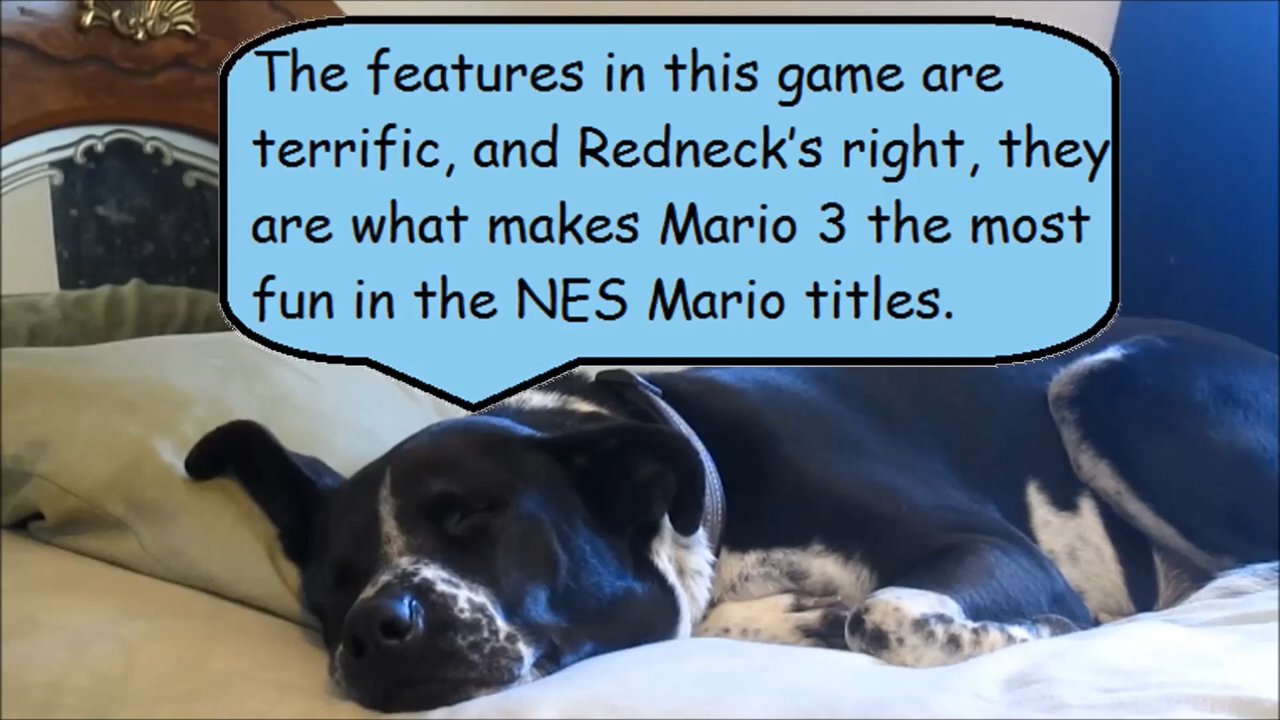 The features in this game are
terrific, and Redneck's right, they
are what makes Mario 3 the most
fun in the NES Mario titles.